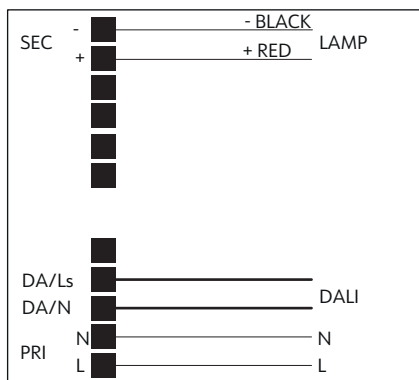 - - BLACK
SEC LAMP
+ + RED
DA/Ls
DALI
DA/N
N N
PRI
L L